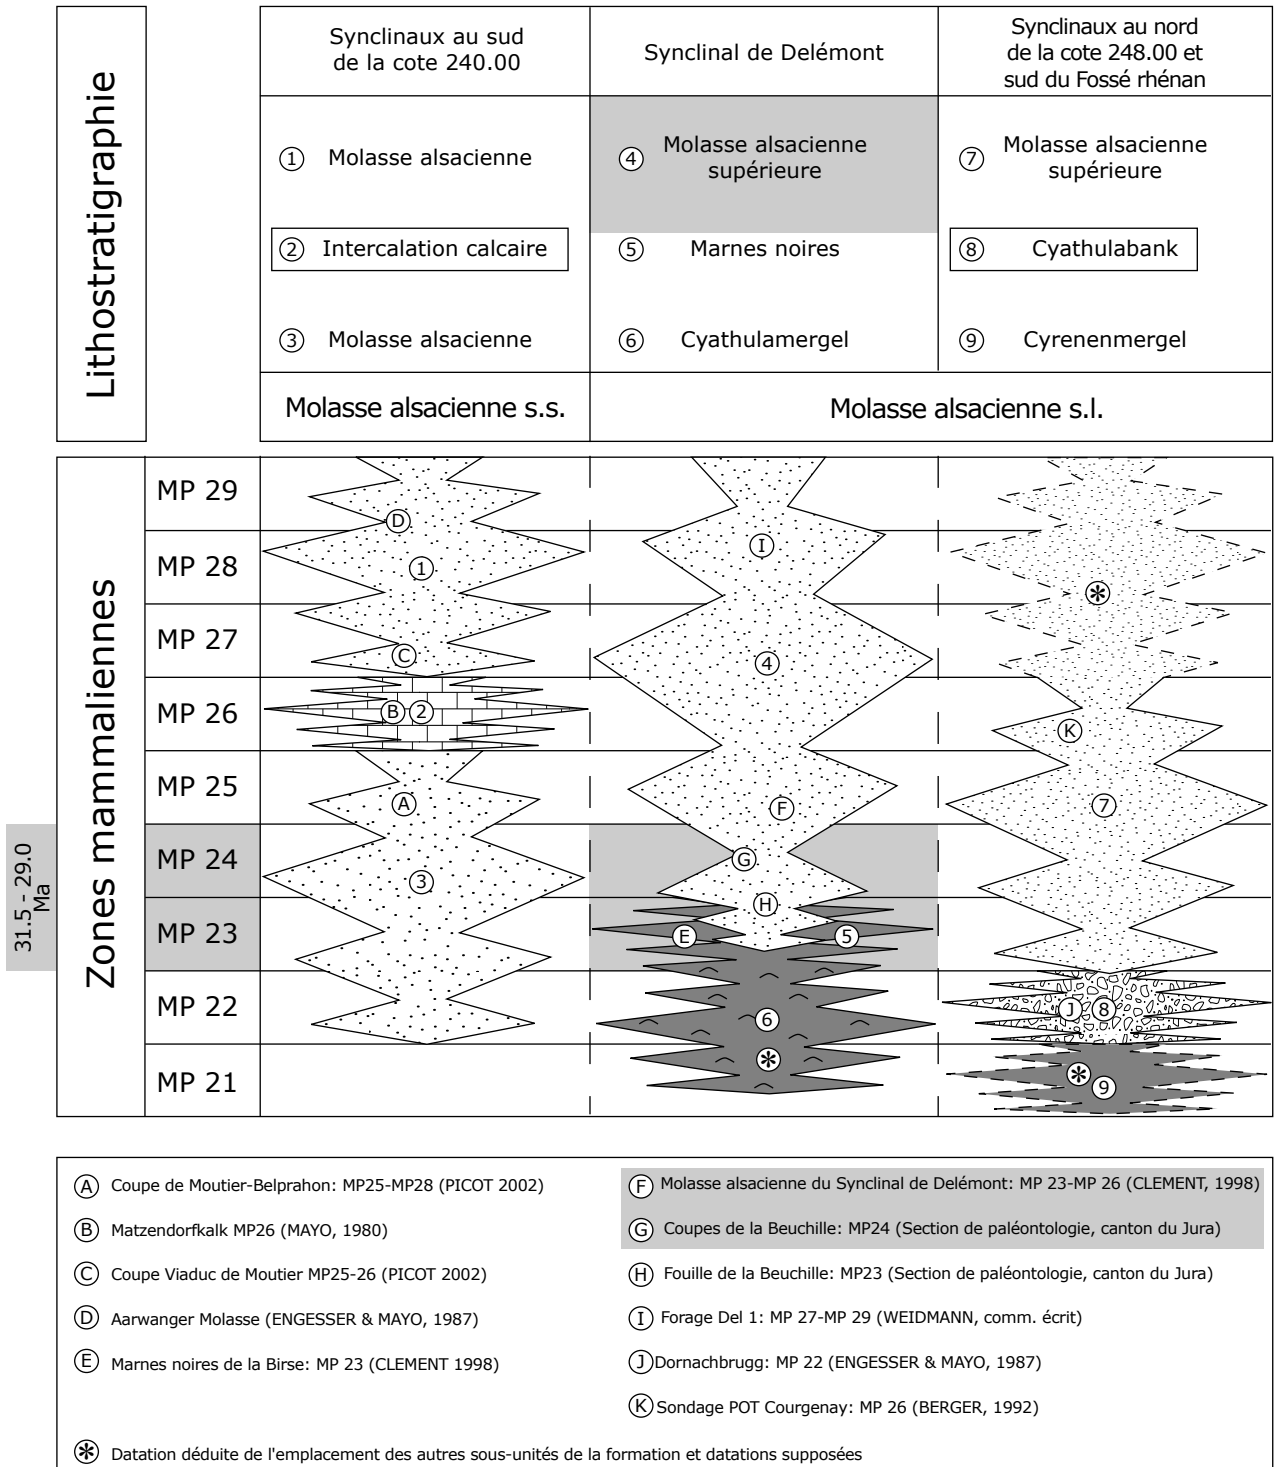 Lithostratigraphie
Synclinaux au sud
de la cote 240.00
Synclinal de Delémont
Synclinaux au nord
de la cote 248.00 et
sud du Fossé rhénan
1 Molasse alsacienne
4 Molasse alsacienne
supérieure
7 Molasse alsacienne
supérieure
2 Intercalation calcaire
5 Marnes noires
8 Cyathulabank
3 Molasse alsacienne
6 Cyathulamergel
9 Cyrenenmergel
Molasse alsacienne s.s.
Molasse alsacienne s.l.
Zones mammaliennes
31.5 - 29.0
Ma
MP 29
D
MP 28
1
I
*
MP 27
C
4
MP 26
B 2
K
MP 25
A
F
7
MP 24
3
G
MP 23
H
E
5
MP 22
6
J 8
MP 21
*
* 9
A Coupe de Moutier-Belprahon: MP25-MP28 (PICOT 2002)
B Matzendorfkalk MP26 (MAYO, 1980)
C Coupe Viaduc de Moutier MP25-26 (PICOT 2002)
D Aarwanger Molasse (ENGESSER & MAYO, 1987)
E Marnes noires de la Birse: MP 23 (CLEMENT 1998)
F Molasse alsacienne du Synclinal de Delémont: MP 23-MP 26 (CLEMENT, 1998)
G Coupes de la Beuchille: MP24 (Section de paléontologie, canton du Jura)
H Fouille de la Beuchille: MP23 (Section de paléontologie, canton du Jura)
I Forage Del 1: MP 27-MP 29 (WEIDMANN, comm. écrit)
J Dornachbrugg: MP 22 (ENGESSER & MAYO, 1987)
K Sondage POT Courgenay: MP 26 (BERGER, 1992)
* Datation déduite de l'emplacement des autres sous-unités de la formation et datations supposées